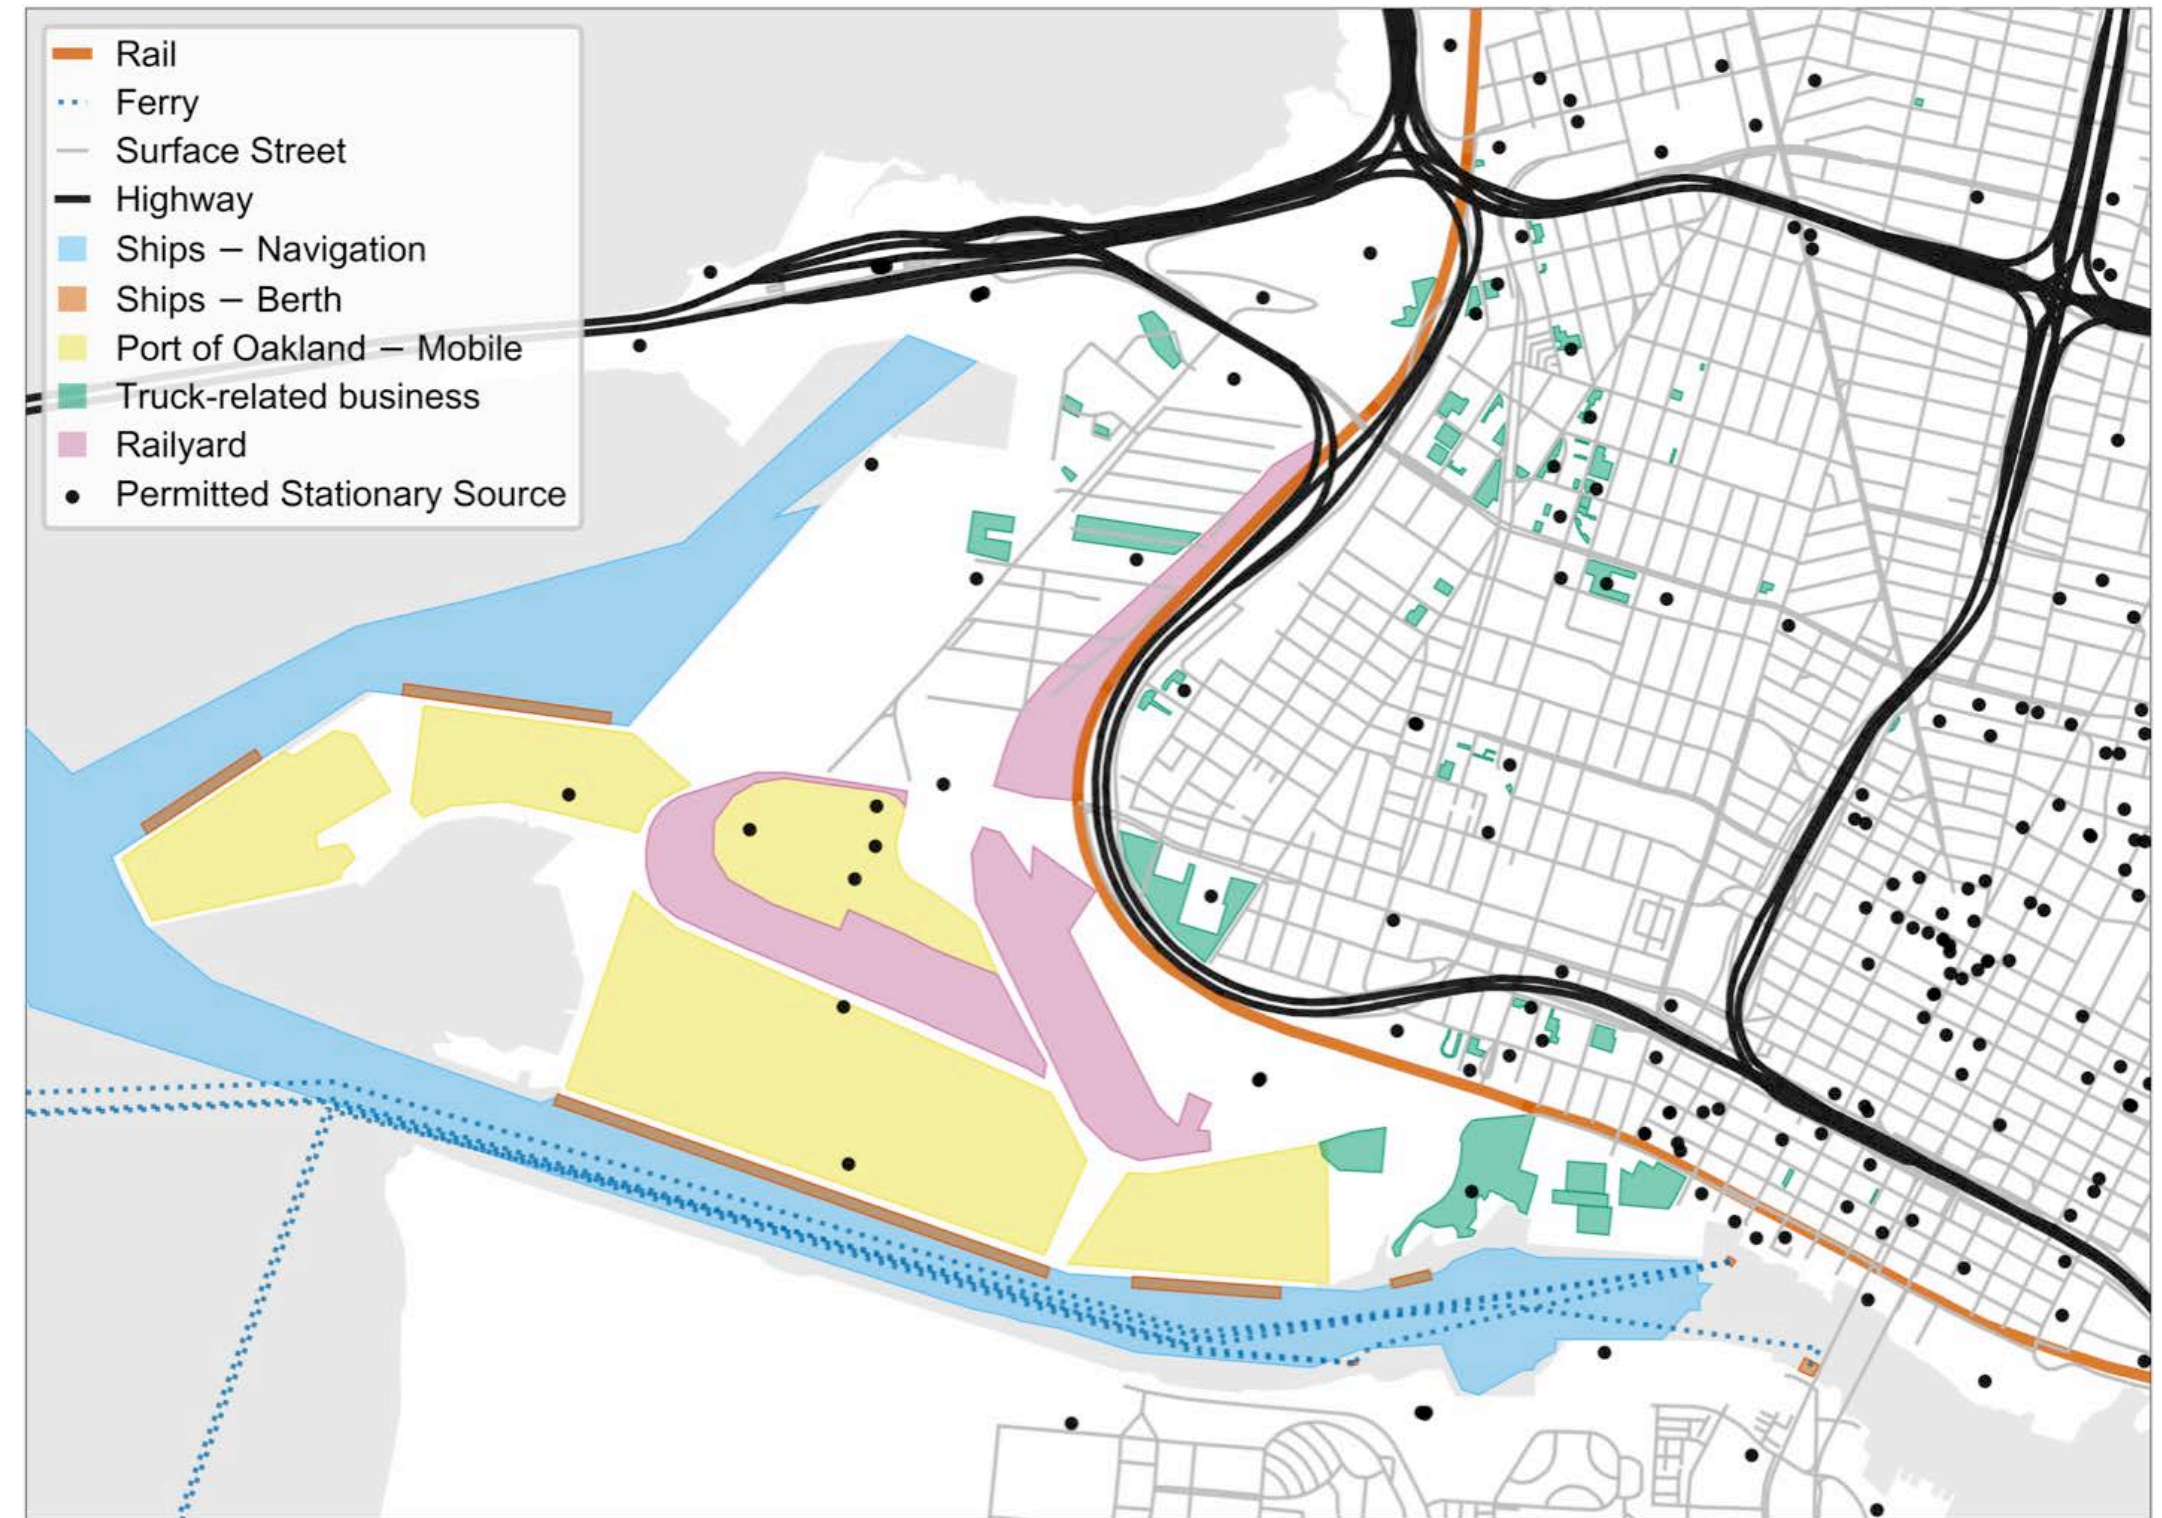 Rail
Ferry
Surface Street
Highway
Ships – Navigation
Ships – Berth
Port of Oakland – Mobile
Truck-related business
Railyard
Permitted Stationary Source